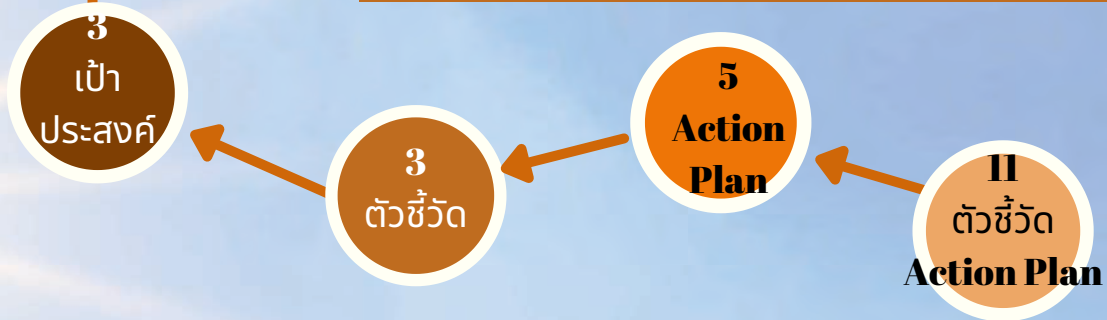 3
เป้า
ประสงค์
3
ตัวชี้วัด
5
Action
Plan
11
ตัวชี้วัด
Action Plan